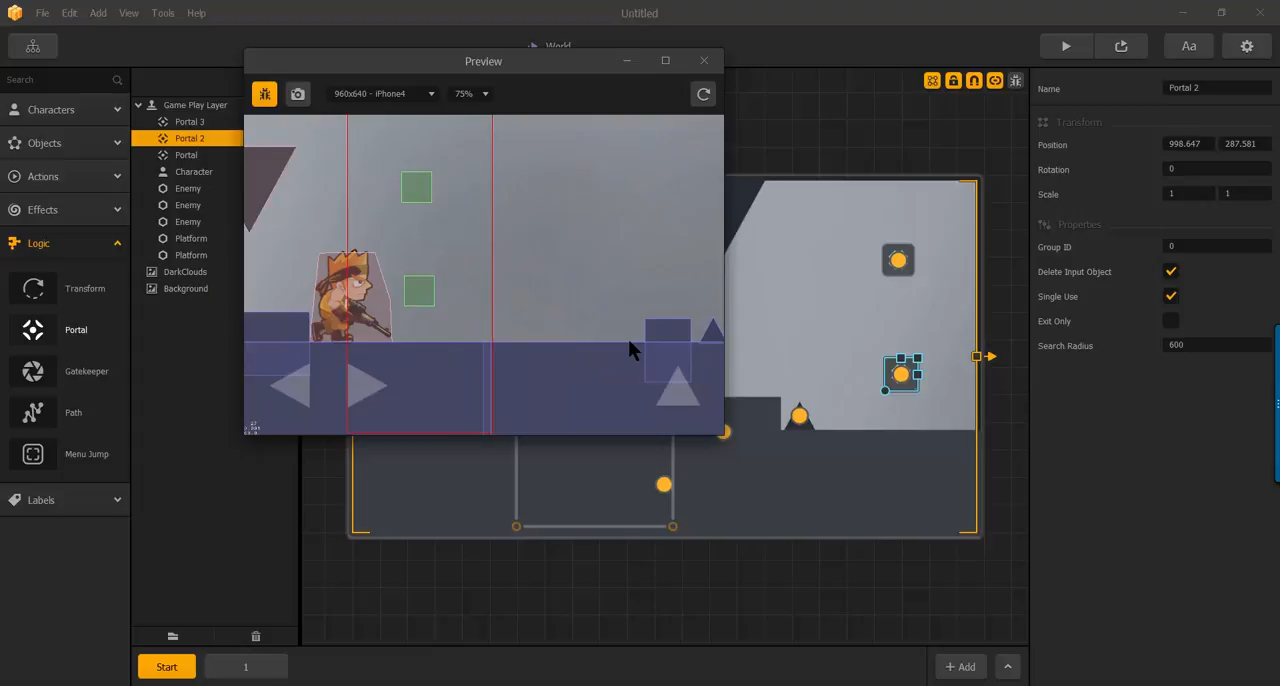 File Edit Add View Tools Help
Untitled
World
Aa
Preview
960x640 - iPhone4
75%
Search
Characters
Objects
Actions
Effects
Logic
Transform
Portal
Gatekeeper
Path
Menu Jump
Labels
Game Play Layer
Portal 3
Portal 2
Portal
Character
Enemy
Enemy
Enemy
Platform
Platform
DarkClouds
Background
Name
Portal 2
Transform
Position
998.647
287.581
Rotation
0
Scale
1
1
Properties
Group ID
0
Delete Input Object
Single Use
Exit Only
Search Radius
600
Start
1
+ Add